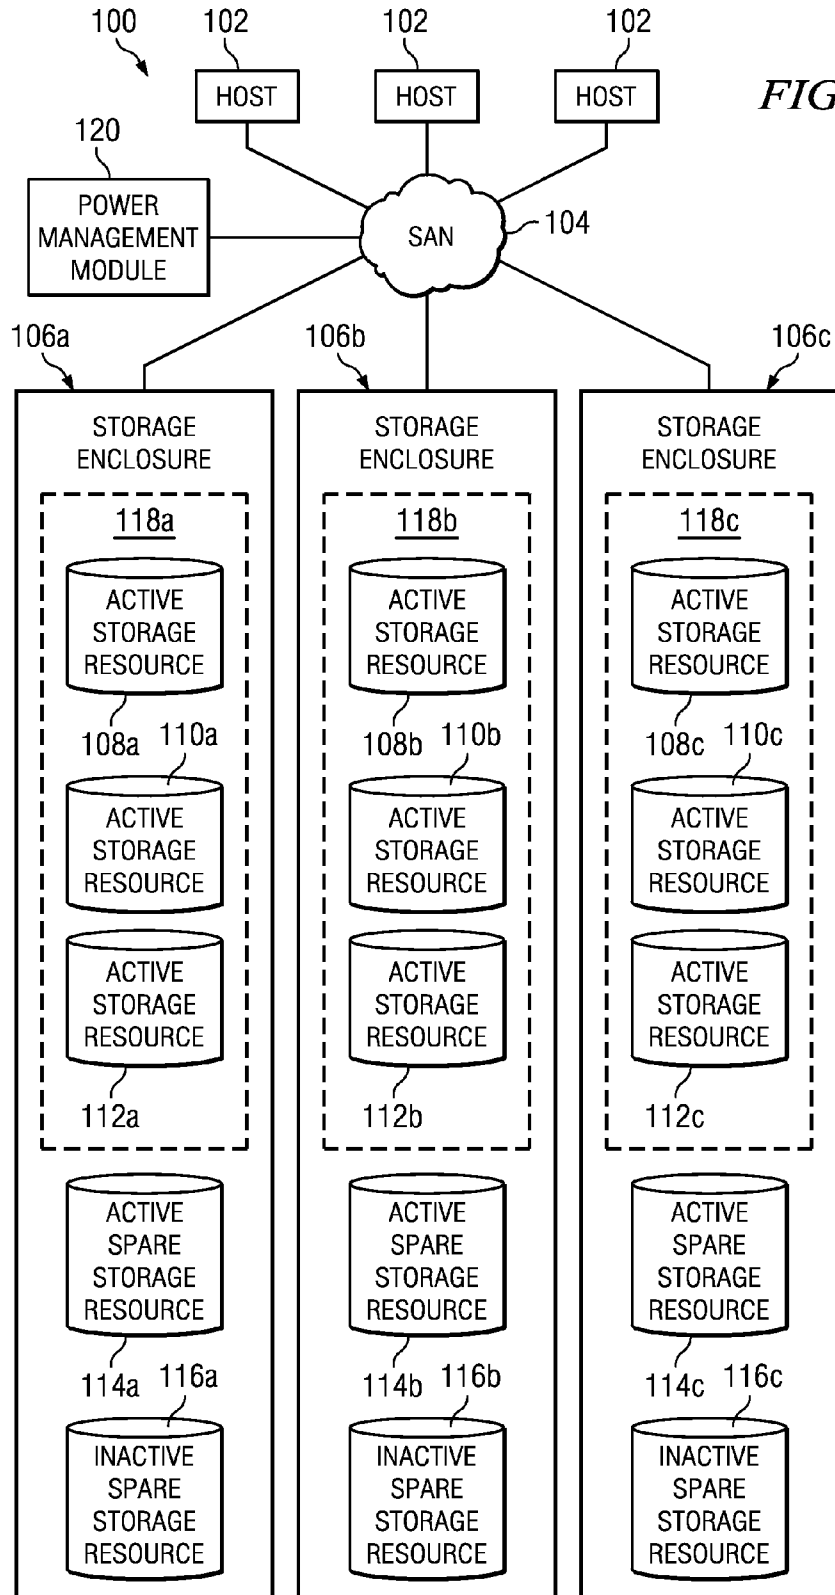 100
102
102
102
HOST
HOST
HOST
FIG
120
POWER
MANAGEMENT
MODULE
SAN
104
106a
106b
106c
STORAGE
ENCLOSURE
STORAGE
ENCLOSURE
STORAGE
ENCLOSURE
118a
118b
118c
ACTIVE
STORAGE
RESOURCE
ACTIVE
STORAGE
RESOURCE
ACTIVE
STORAGE
RESOURCE
108a
110a
108b
110b
108c
110c
ACTIVE
STORAGE
RESOURCE
ACTIVE
STORAGE
RESOURCE
ACTIVE
STORAGE
RESOURCE
ACTIVE
STORAGE
RESOURCE
ACTIVE
STORAGE
RESOURCE
ACTIVE
STORAGE
RESOURCE
112a
112b
112c
ACTIVE
SPARE
STORAGE
RESOURCE
ACTIVE
SPARE
STORAGE
RESOURCE
ACTIVE
SPARE
STORAGE
RESOURCE
114a
116a
114b
116b
114c
116c
INACTIVE
SPARE
STORAGE
RESOURCE
INACTIVE
SPARE
STORAGE
RESOURCE
INACTIVE
SPARE
STORAGE
RESOURCE